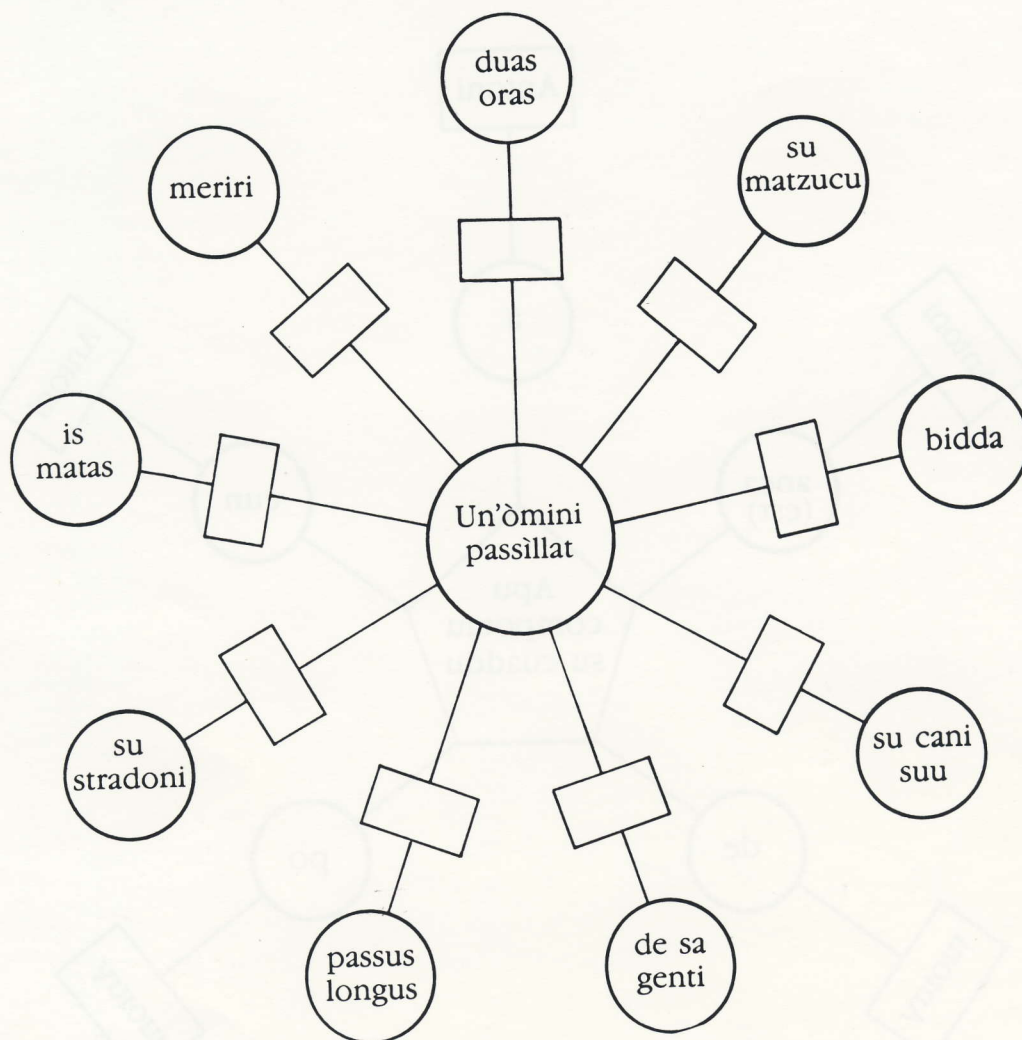 duas
oras
su
matzucu
meriri
bidda
is
matas
Un'òmini
passìllat
su
stradoni
su cani
suu
passus
longus
de sa
genti